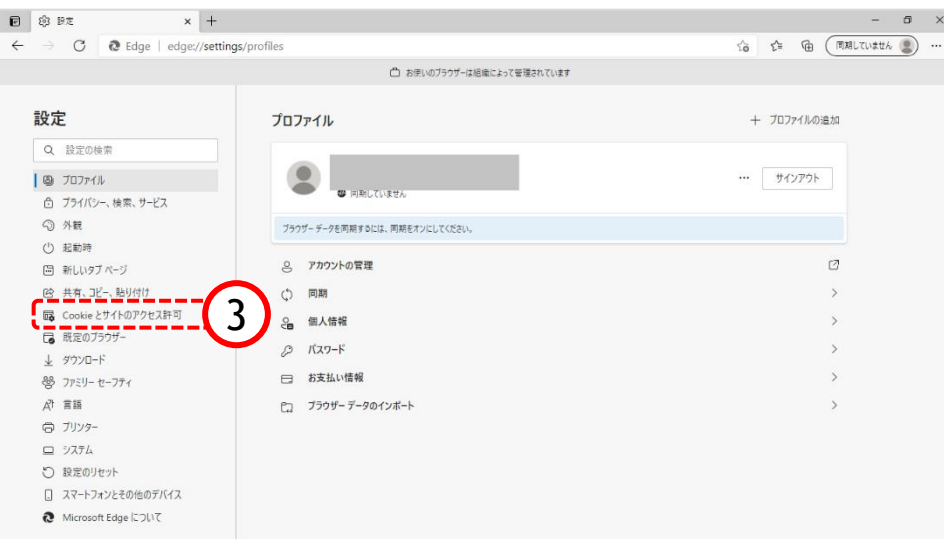 設定
Edge | edge://settings/profiles
同期していません
お使いのブラウザーは組織によって管理されています
設定
設定の検索
プロファイル
プライバシー、検索、サービス
外観
起動時
新しいタブ ページ
共有、コピー、貼り付け
Cookie とサイトのアクセス許可
3
既定のブラウザー
ダウンロード
ファミリー セーフティ
言語
プリンター
システム
設定のリセット
スマートフォンとその他のデバイス
Microsoft Edge について
プロファイル
プロファイルの追加
同期していません
サインアウト
ブラウザー データを同期するには、同期をオンにしてください。
アカウントの管理
同期
個人情報
パスワード
お支払い情報
ブラウザー データのインポート